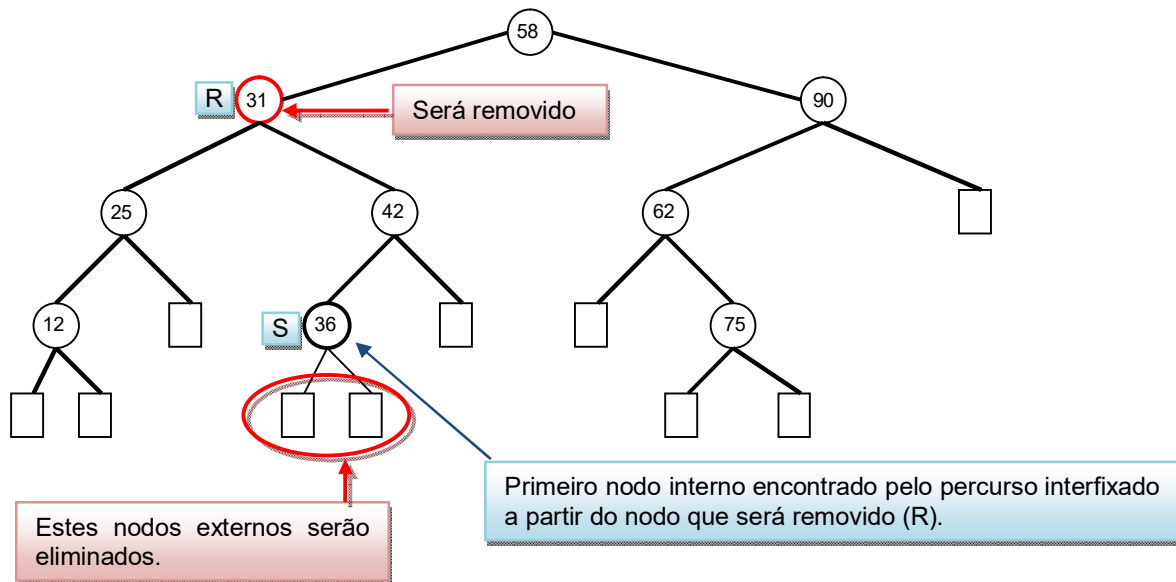 58
R
31
Será removido
90
25
42
62
12
S
36
75
Primeiro nodo interno encontrado pelo percurso interfixado
a partir do nodo que será removido (R).
Estes nodos externos serão
eliminados.